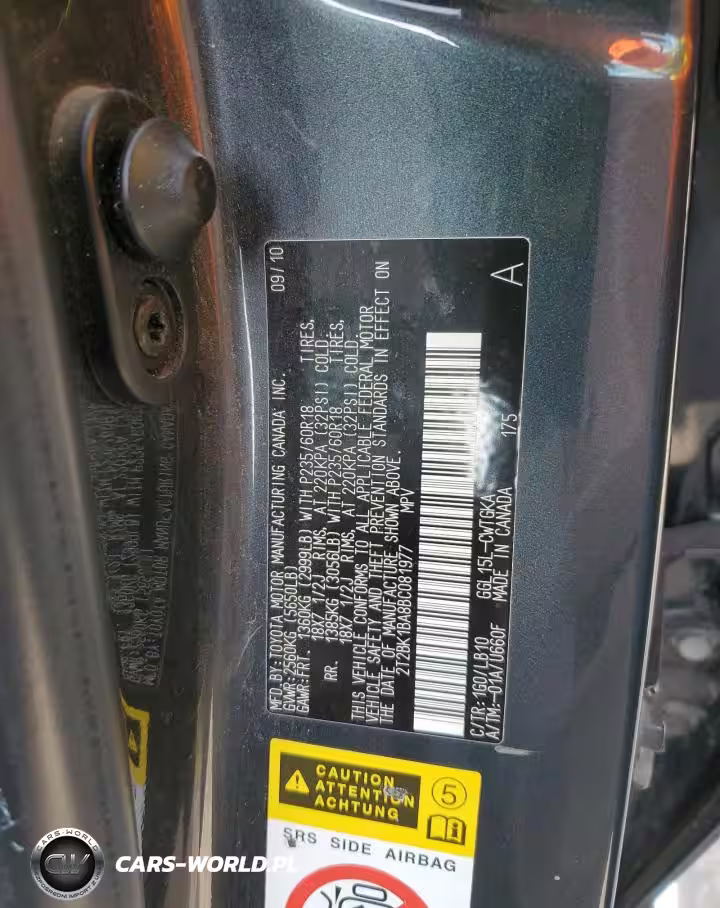 MFD.BY:TOYOTA MOTOR MANUFACTURING CANADA INC. 09/10
GVWR:2560KG(5650LB)
GAWR:FRT. 1360KG (2999LB) WITH P235/60R18 TIRES,
18X7 1/2J RIMS, AT 220KPA (32PSI) COLD.
RR. 1385KG (3056LB) WITH P235/60R18 TIRES,
18X7 1/2J RIMS, AT 220KPA (32PSI) COLD.
THIS VEHICLE CONFORMS TO ALL APPLICABLE FEDERAL MOTOR
VEHICLE SAFETY AND THEFT PREVENTION STANDARDS IN EFFECT ON
THE DATE OF MANUFACTURE SHOWN ABOVE.
2T2BK1BA8BC081977 MPV
C/TR:1G0/LB10 GGL15L-CWTGKA 175 A
A/TM:-01A/U660F MADE IN CANADA
CAUTION
ATTENTION
ACHTUNG
5
SRS SIDE AIRBAG
CARS-WORLD
CW
CARS-WORLD.PL